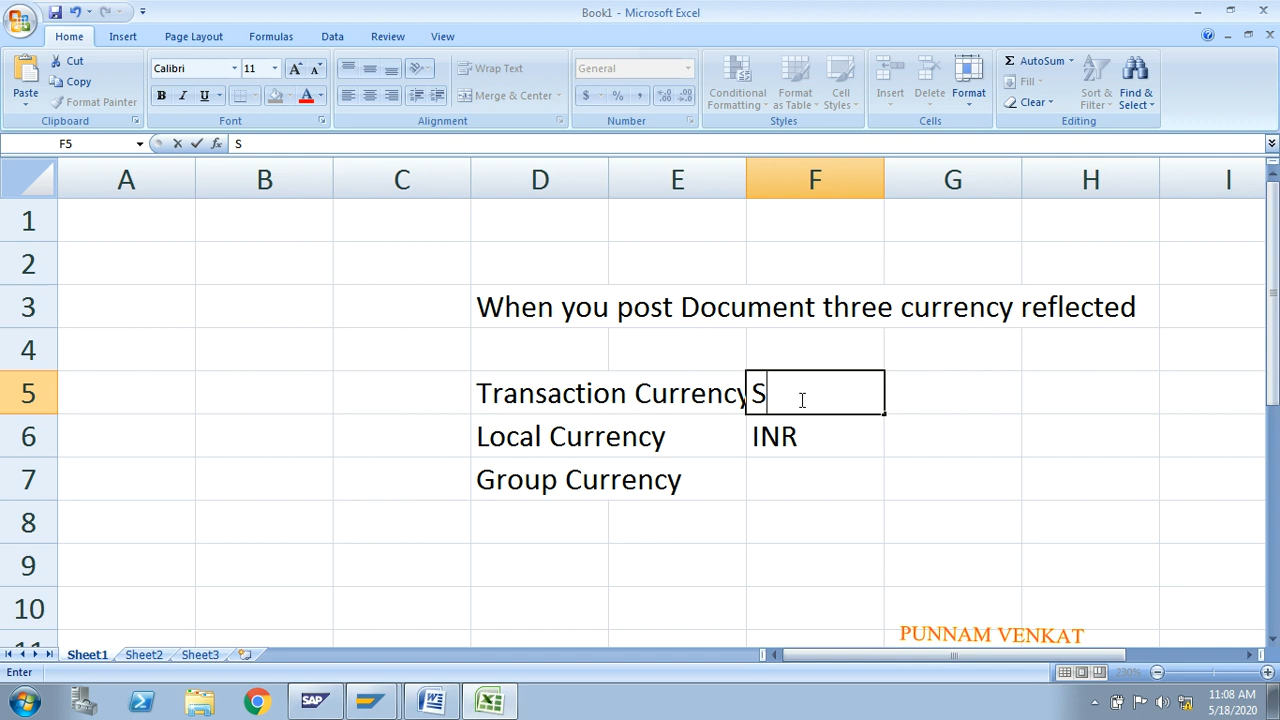 Book1 - Microsoft Excel
Home Insert Page Layout Formulas Data Review View
Paste
Cut
Copy
Format Painter
Clipboard
Calibri 11
B I U
Font
Wrap Text
Merge & Center
Alignment
General
$ % ,
Number
Conditional Formatting
Format as Table
Cell Styles
Styles
Insert
Delete
Format
Cells
AutoSum
Fill
Clear
Sort & Filter
Find & Select
Editing
F5 fx S
A B C D E F G H I
1
2
3 When you post Document three currency reflected
4
5 Transaction Currency S
6 Local Currency INR
7 Group Currency
8
9
10
11
PUNNAM VENKAT
Sheet1 Sheet2 Sheet3
Enter 230%
SAP
11:08 AM
5/18/2020